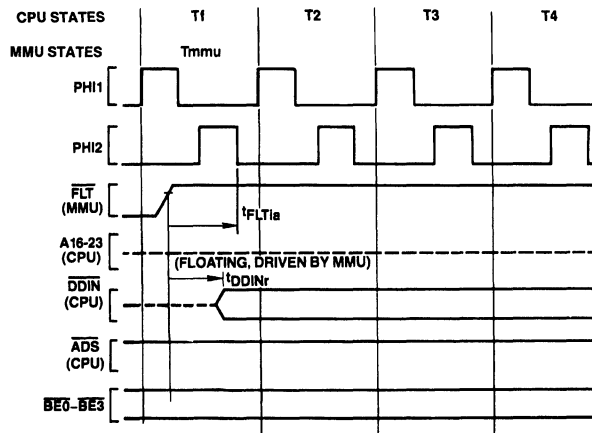 CPU STATES Tf T2 T3 T4
MMU STATES Tmmu
PHI1
PHI2
FLT
(MMU)
tFLTIa
A16-23
(CPU)
(FLOATING, DRIVEN BY MMU)
tDDINr
DDIN
(CPU)
ADS
(CPU)
BE0-BE3